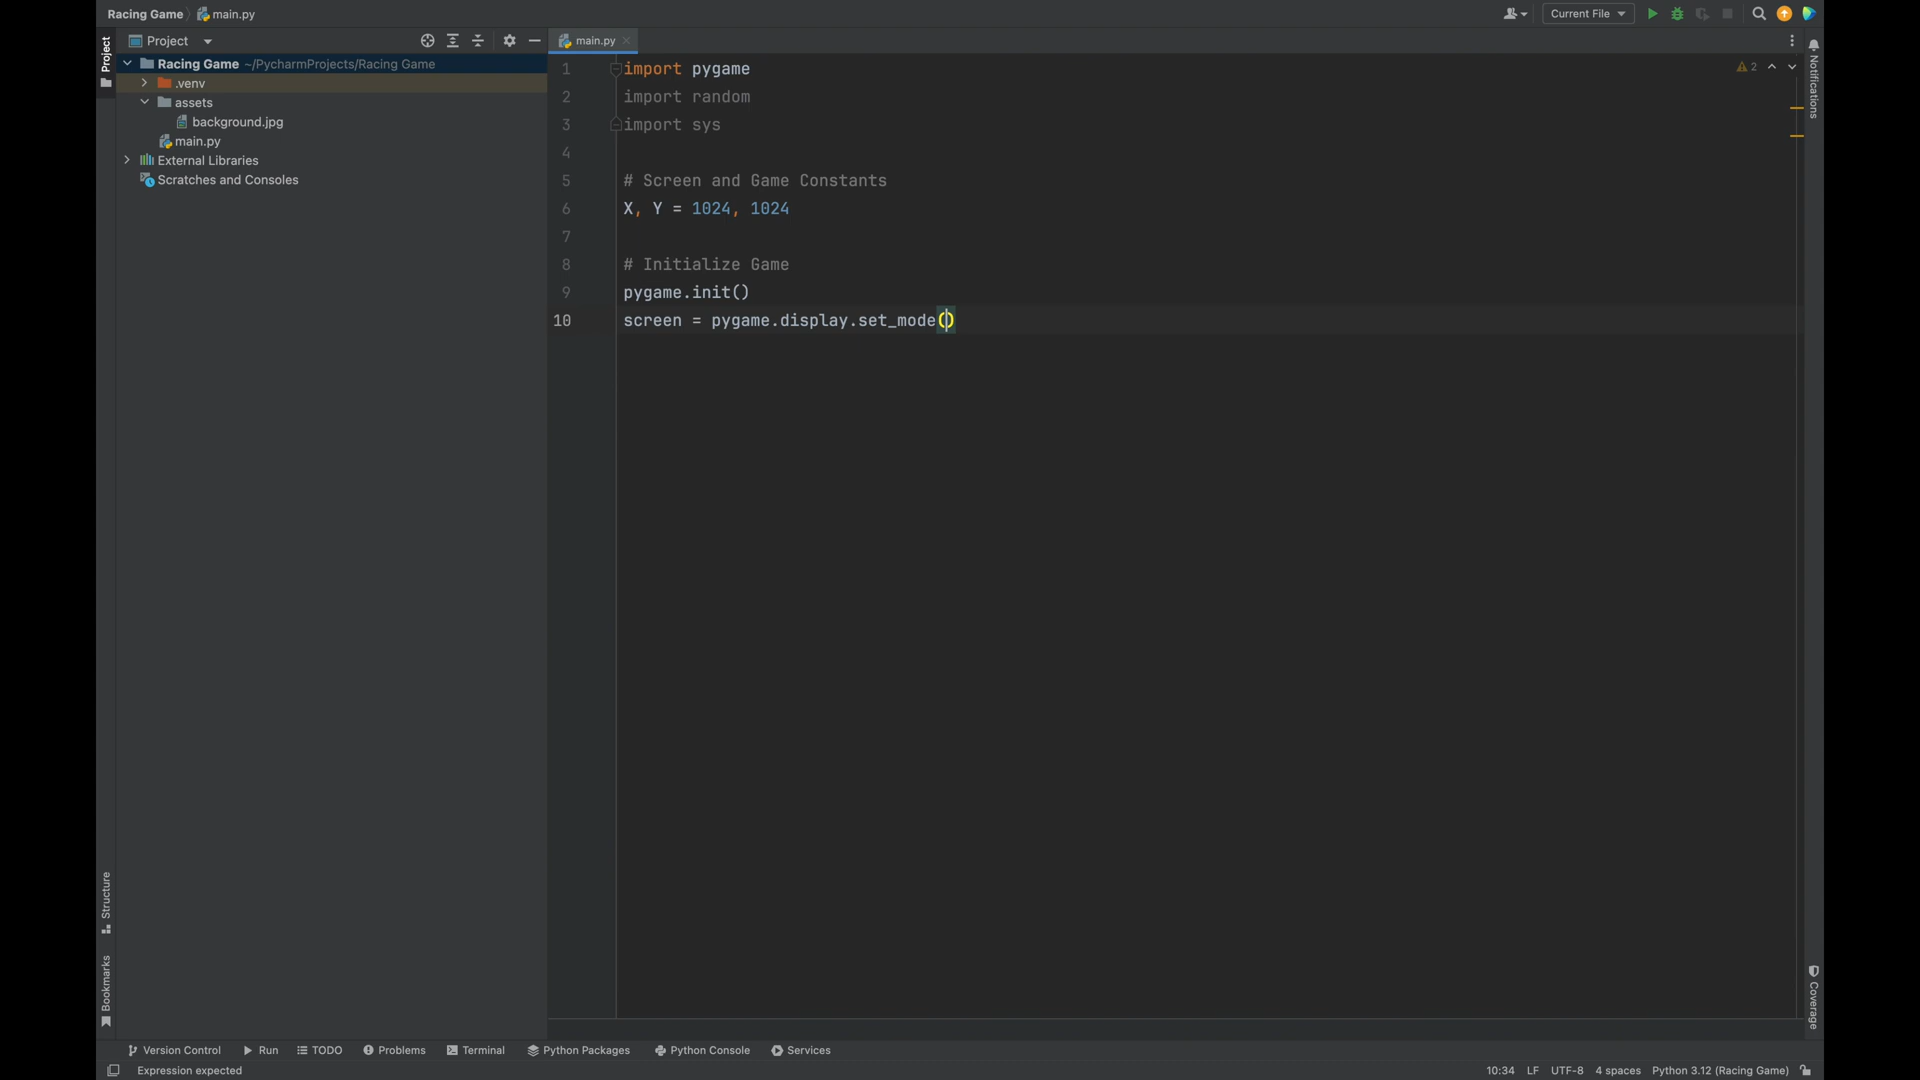 Racing Game main.py
Current File
Project
main.py
Racing Game ~/PycharmProjects/Racing Game
.venv
assets
background.jpg
main.py
External Libraries
Scratches and Consoles
Project
Structure
Bookmarks
1 import pygame
2 import random
3 import sys
4
5 # Screen and Game Constants
6 X, Y = 1024, 1024
7
8 # Initialize Game
9 pygame.init()
10 screen = pygame.display.set_mode()
2
Notifications
Coverage
Version Control Run TODO Problems Terminal Python Packages Python Console Services
Expression expected 10:34 LF UTF-8 4 spaces Python 3.12 (Racing Game)